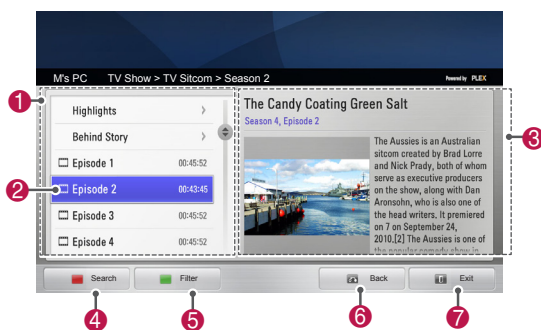 M's PC TV Show > TV Sitcom > Season 2
Powered by PLEX
1
Highlights >
Behind Story >
Episode 1 00:45:52
2
Episode 2 00:43:45
Episode 3 00:45:52
Episode 4 00:45:52
The Candy Coating Green Salt
Season 4, Episode 2
The Aussies is an Australian
sitcom created by Brad Lorre
and Nick Prady, both of whom
serve as executive producers
on the show, along with Dan
Aronsohn, who is also one of
the head writers. It premiered
on 7 on September 24,
2010.[2] The Aussies is one of
the popular comedy show in
3
Search
Filter
Back
Exit
4
5
6
7